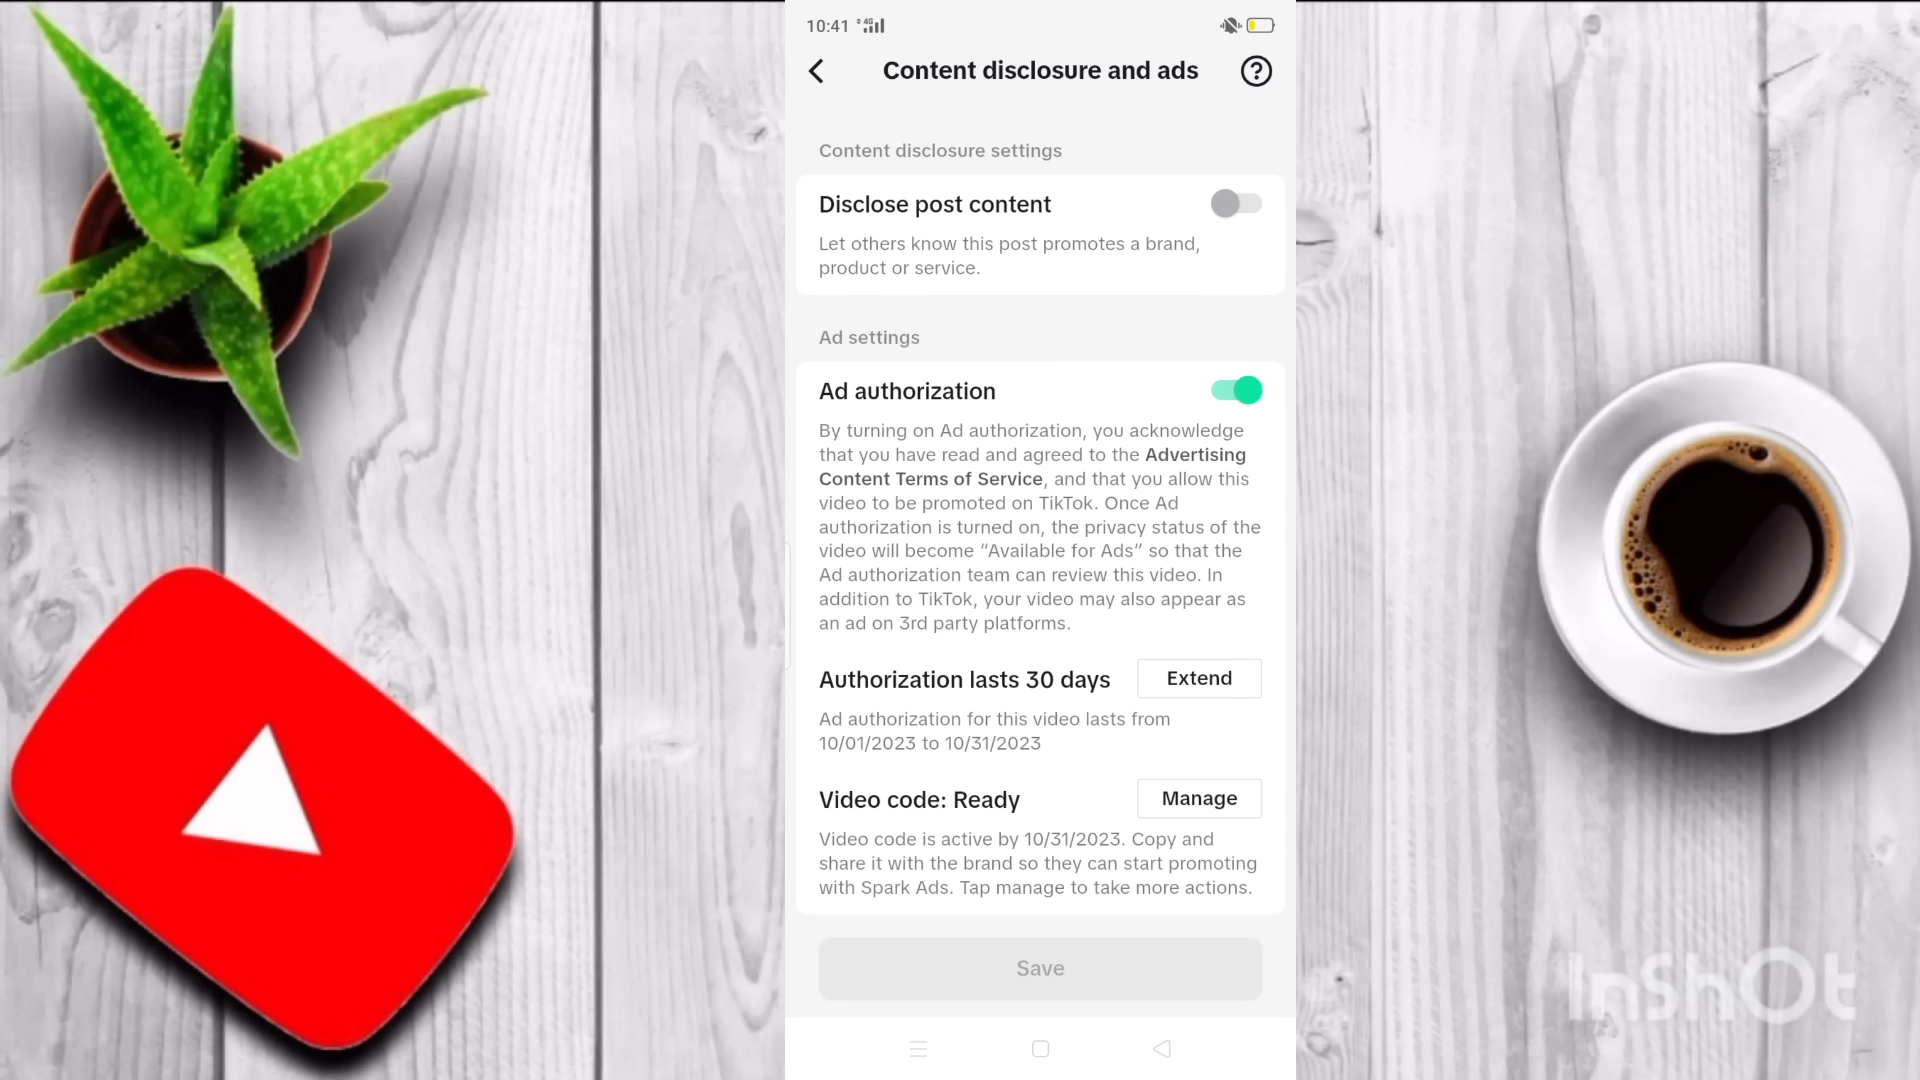 10:41 4G
Content disclosure and ads
Content disclosure settings
Disclose post content
Let others know this post promotes a brand,
product or service.
Ad settings
Ad authorization
By turning on Ad authorization, you acknowledge
that you have read and agreed to the Advertising
Content Terms of Service, and that you allow this
video to be promoted on TikTok. Once Ad
authorization is turned on, the privacy status of the
video will become “Available for Ads” so that the
Ad authorization team can review this video. In
addition to TikTok, your video may also appear as
an ad on 3rd party platforms.
Authorization lasts 30 days Extend
Ad authorization for this video lasts from
10/01/2023 to 10/31/2023
Video code: Ready Manage
Video code is active by 10/31/2023. Copy and
share it with the brand so they can start promoting
with Spark Ads. Tap manage to take more actions.
Save
InShOt